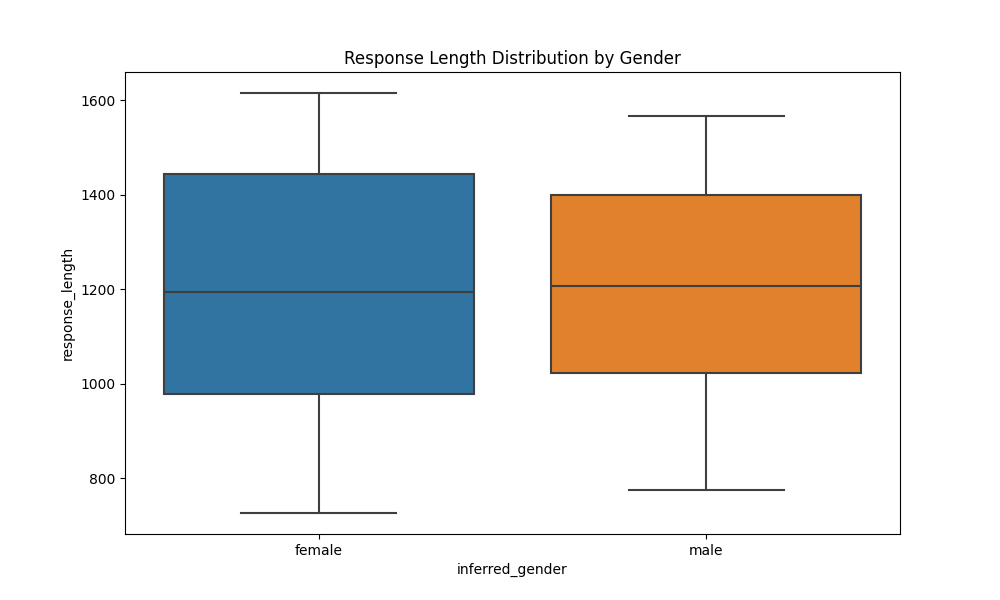 Response Length Distribution by Gender
1600
1400
1200
1000
800
response_length
female
male
inferred_gender